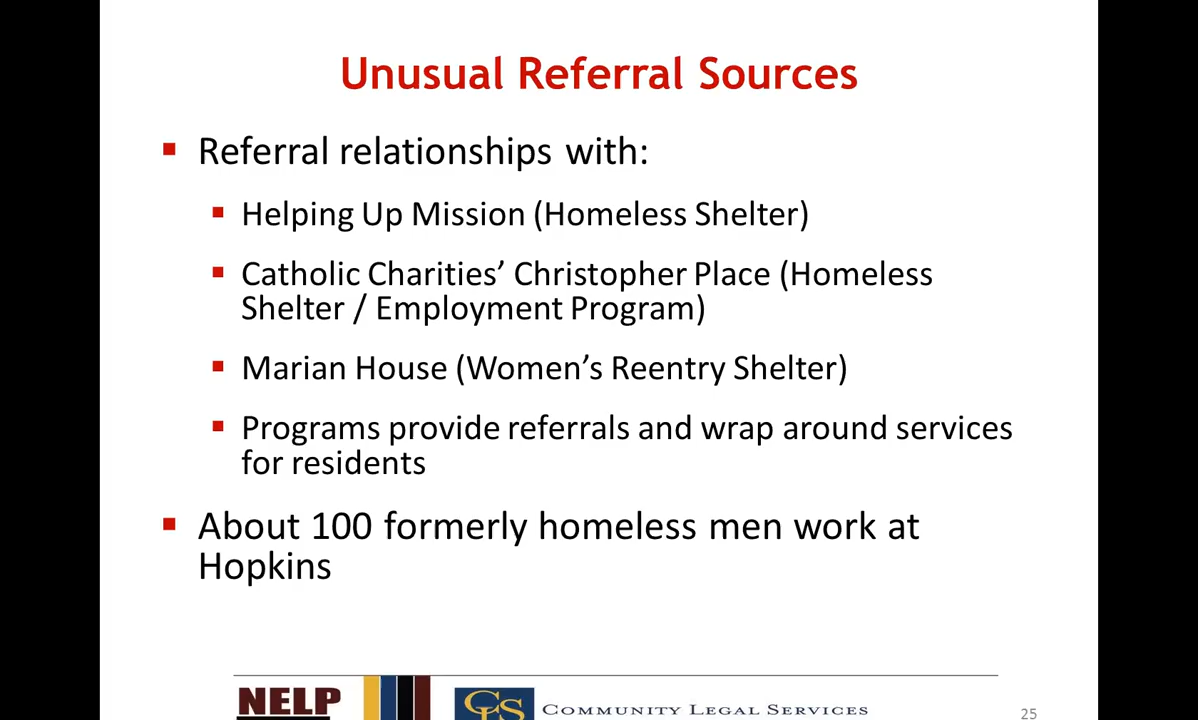 Unusual Referral Sources
Referral relationships with:
Helping Up Mission (Homeless Shelter)
Catholic Charities’ Christopher Place (Homeless
Shelter / Employment Program)
Marian House (Women’s Reentry Shelter)
Programs provide referrals and wrap around services
for residents
About 100 formerly homeless men work at
Hopkins
NELP
CLS COMMUNITY LEGAL SERVICES
25